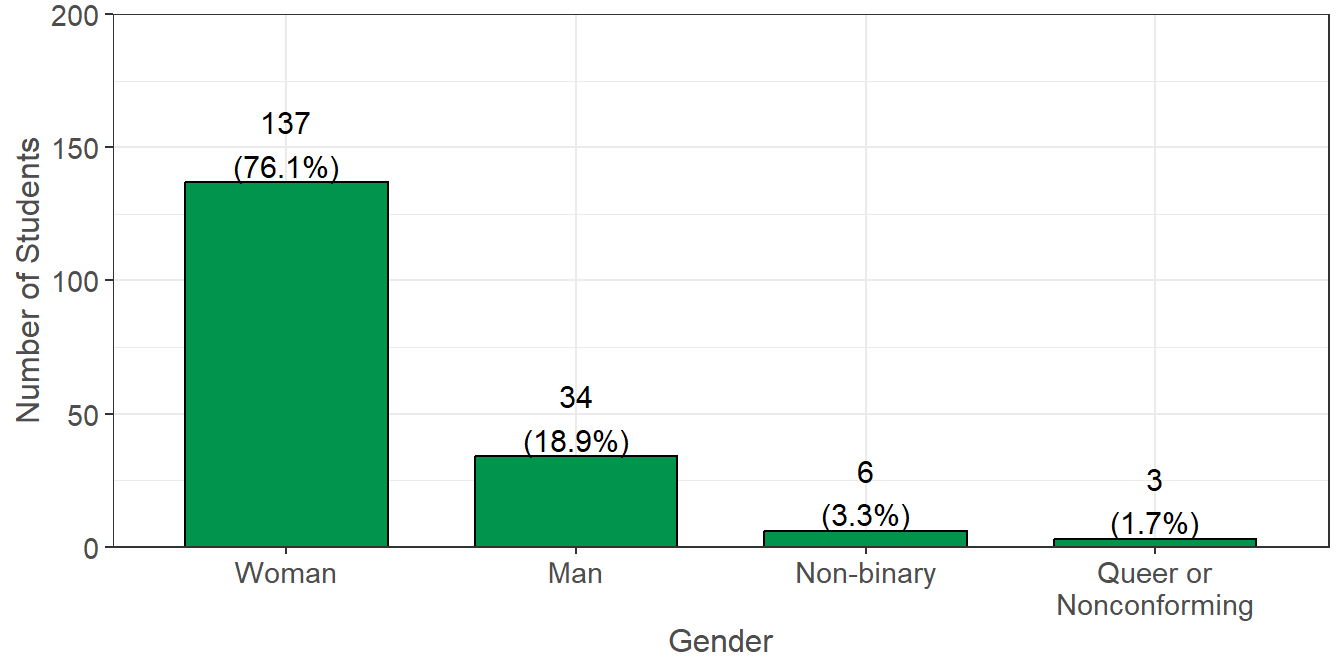 200
150
100
50
0
Number of Students
137
(76.1%)
34
(18.9%)
6
(3.3%)
3
(1.7%)
Woman
Man
Non-binary
Queer or
Nonconforming
Gender